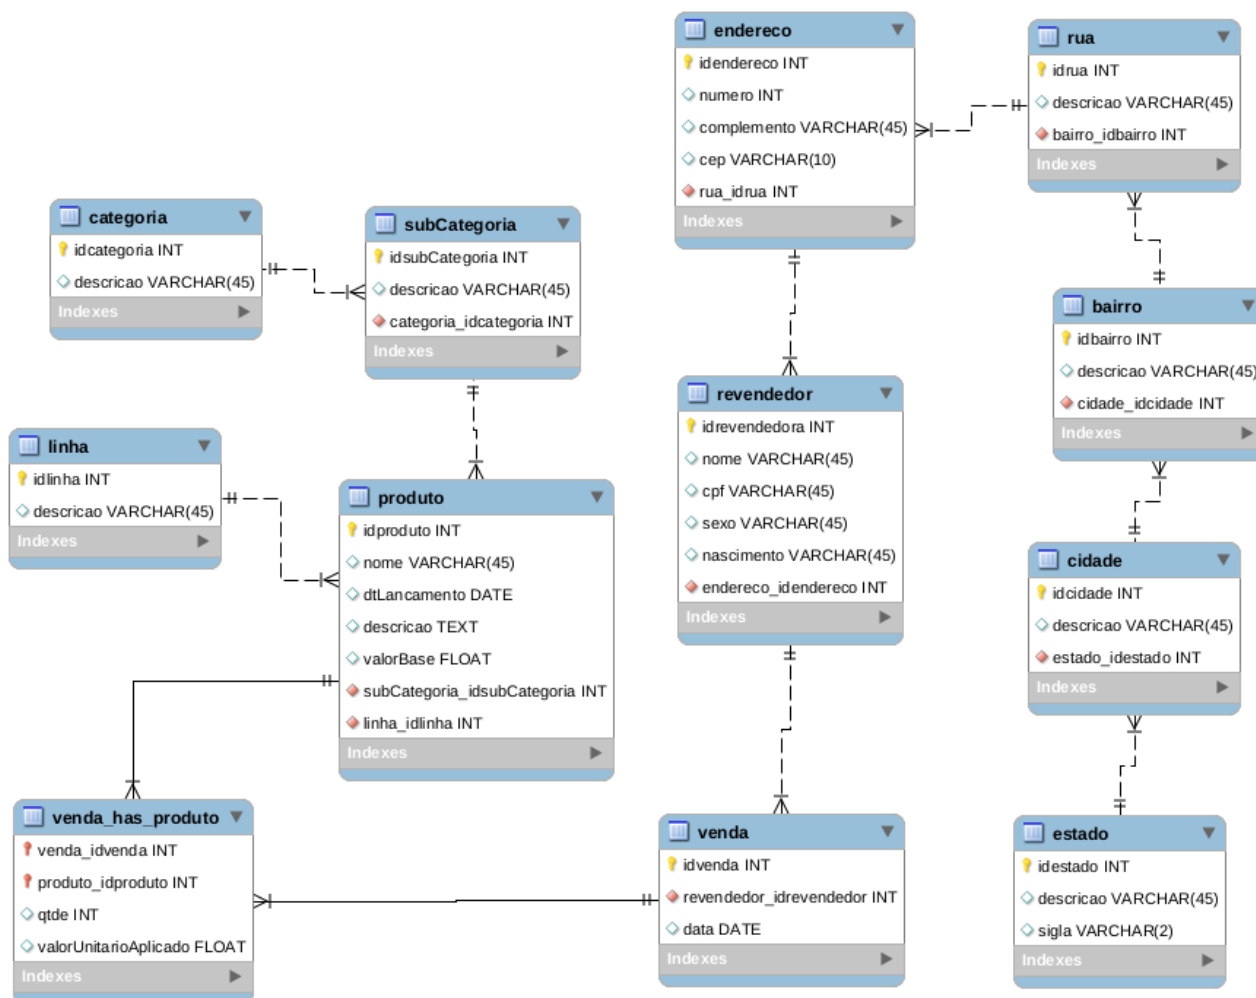 endereco
idendereco INT
numero INT
complemento VARCHAR(45)
cep VARCHAR(10)
rua_idrua INT
Indexes
rua
idrua INT
descricao VARCHAR(45)
bairro_idbairro INT
Indexes
categoria
idcategoria INT
descricao VARCHAR(45)
Indexes
subCategoria
idsubCategoria INT
descricao VARCHAR(45)
categoria_idcategoria INT
Indexes
bairro
idbairro INT
descricao VARCHAR(45)
cidade_idcidade INT
Indexes
linha
idlinha INT
descricao VARCHAR(45)
Indexes
produto
idproduto INT
nome VARCHAR(45)
dtLancamento DATE
descricao TEXT
valorBase FLOAT
subCategoria_idsubCategoria INT
linha_idlinha INT
Indexes
revendedor
idrevendedora INT
nome VARCHAR(45)
cpf VARCHAR(45)
sexo VARCHAR(45)
nascimento VARCHAR(45)
endereco_idendereco INT
Indexes
cidade
idcidade INT
descricao VARCHAR(45)
estado_idestado INT
Indexes
venda_has_produto
venda_idvenda INT
produto_idproduto INT
qtde INT
valorUnitarioAplicado FLOAT
Indexes
venda
idvenda INT
revendedor_idrevendedor INT
data DATE
Indexes
estado
idestado INT
descricao VARCHAR(45)
sigla VARCHAR(2)
Indexes